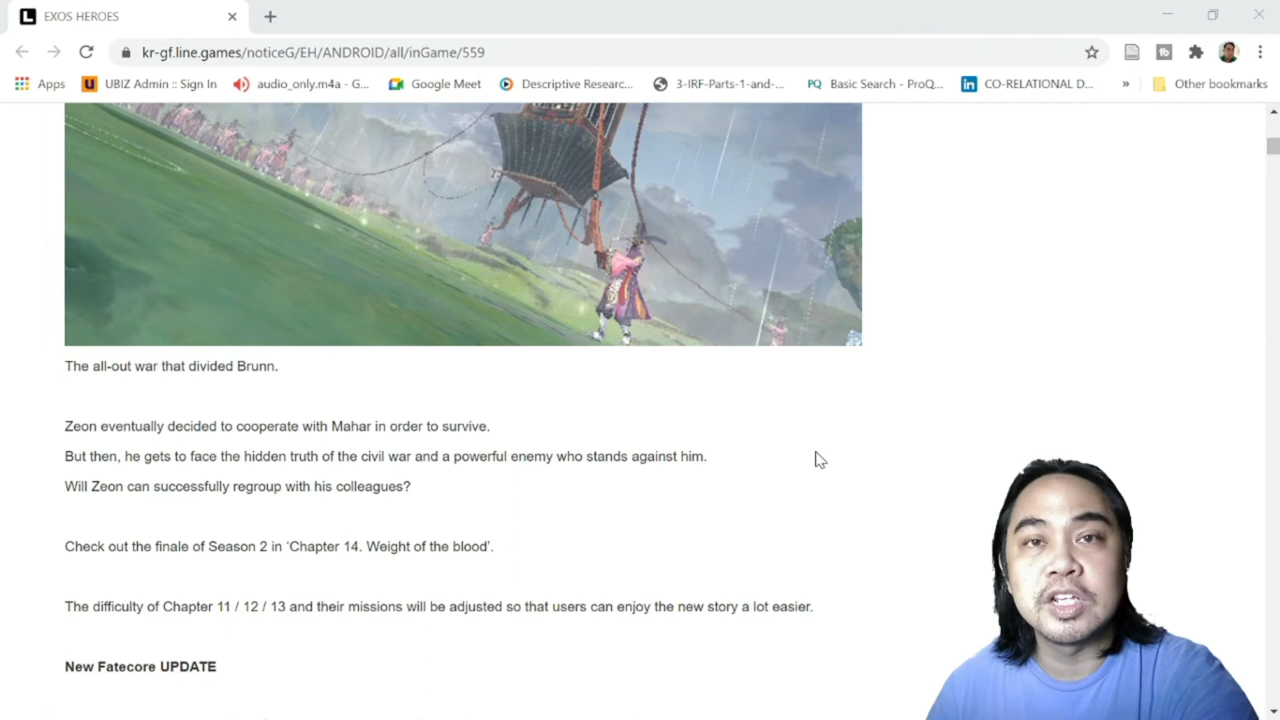 EXOS HEROES
kr-gf.line.games/noticeG/EH/ANDROID/all/inGame/559
Apps
UBIZ Admin :: Sign In
audio_only.m4a - G...
Google Meet
Descriptive Researc...
3-IRF-Parts-1-and-...
PQ Basic Search - ProQ...
in CO-RELATIONAL D...
»
Other bookmarks
The all-out war that divided Brunn.
Zeon eventually decided to cooperate with Mahar in order to survive.
But then, he gets to face the hidden truth of the civil war and a powerful enemy who stands against him.
Will Zeon can successfully regroup with his colleagues?
Check out the finale of Season 2 in ‘Chapter 14. Weight of the blood’.
The difficulty of Chapter 11 / 12 / 13 and their missions will be adjusted so that users can enjoy the new story a lot easier.
New Fatecore UPDATE